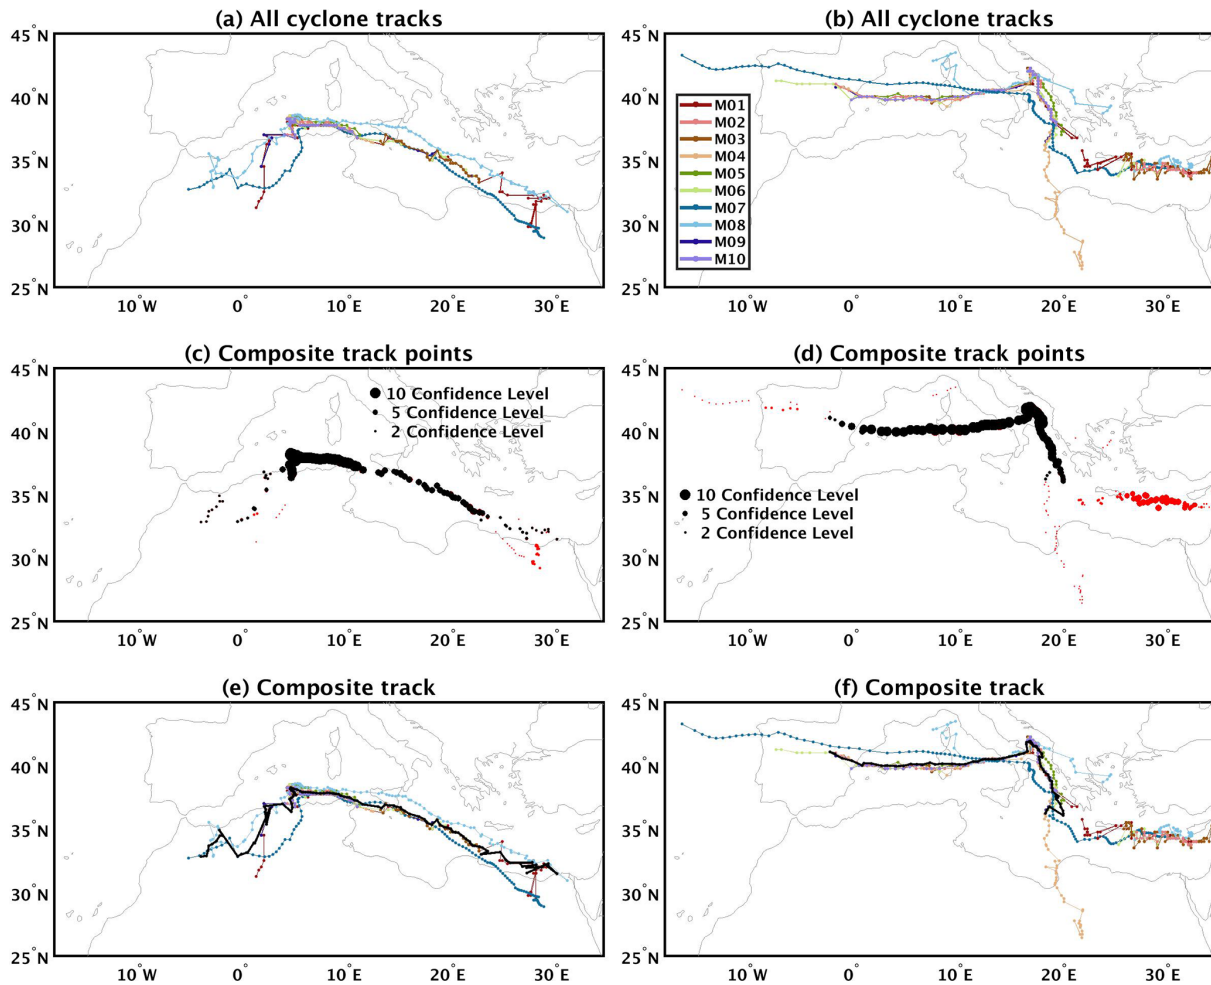 (a) All cyclone tracks
45°N
40°N
35°N
30°N
25°N
10°W
0°
10°E
20°E
30°E
(b) All cyclone tracks
45°N
40°N
35°N
30°N
25°N
M01
M02
M03
M04
M05
M06
M07
M08
M09
M10
10°W
0°
10°E
20°E
30°E
(c) Composite track points
45°N
40°N
35°N
30°N
25°N
10 Confidence Level
5 Confidence Level
2 Confidence Level
10°W
0°
10°E
20°E
30°E
(d) Composite track points
45°N
40°N
35°N
30°N
25°N
10 Confidence Level
5 Confidence Level
2 Confidence Level
10°W
0°
10°E
20°E
30°E
(e) Composite track
45°N
40°N
35°N
30°N
25°N
10°W
0°
10°E
20°E
30°E
(f) Composite track
45°N
40°N
35°N
30°N
25°N
10°W
0°
10°E
20°E
30°E